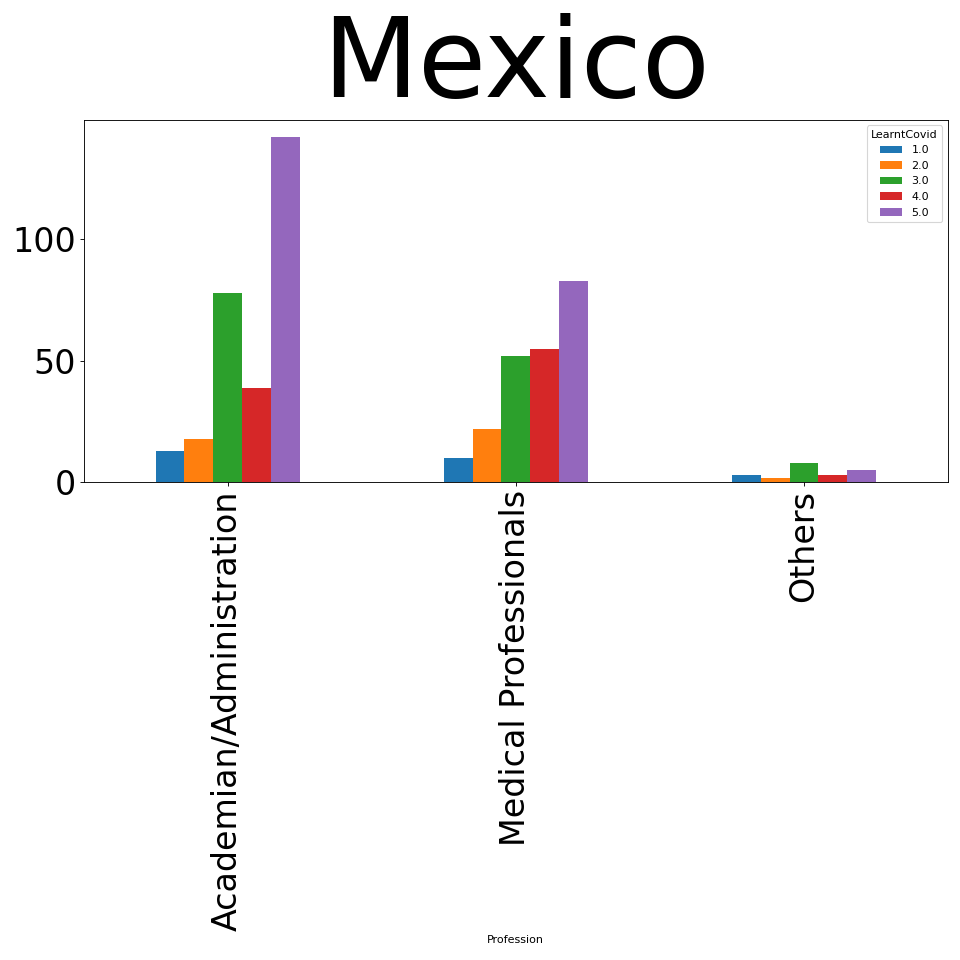 Mexico
LearntCovid
1.0
2.0
3.0
4.0
5.0
100
50
0
Academian/Administration
Medical Professionals
Others
Profession